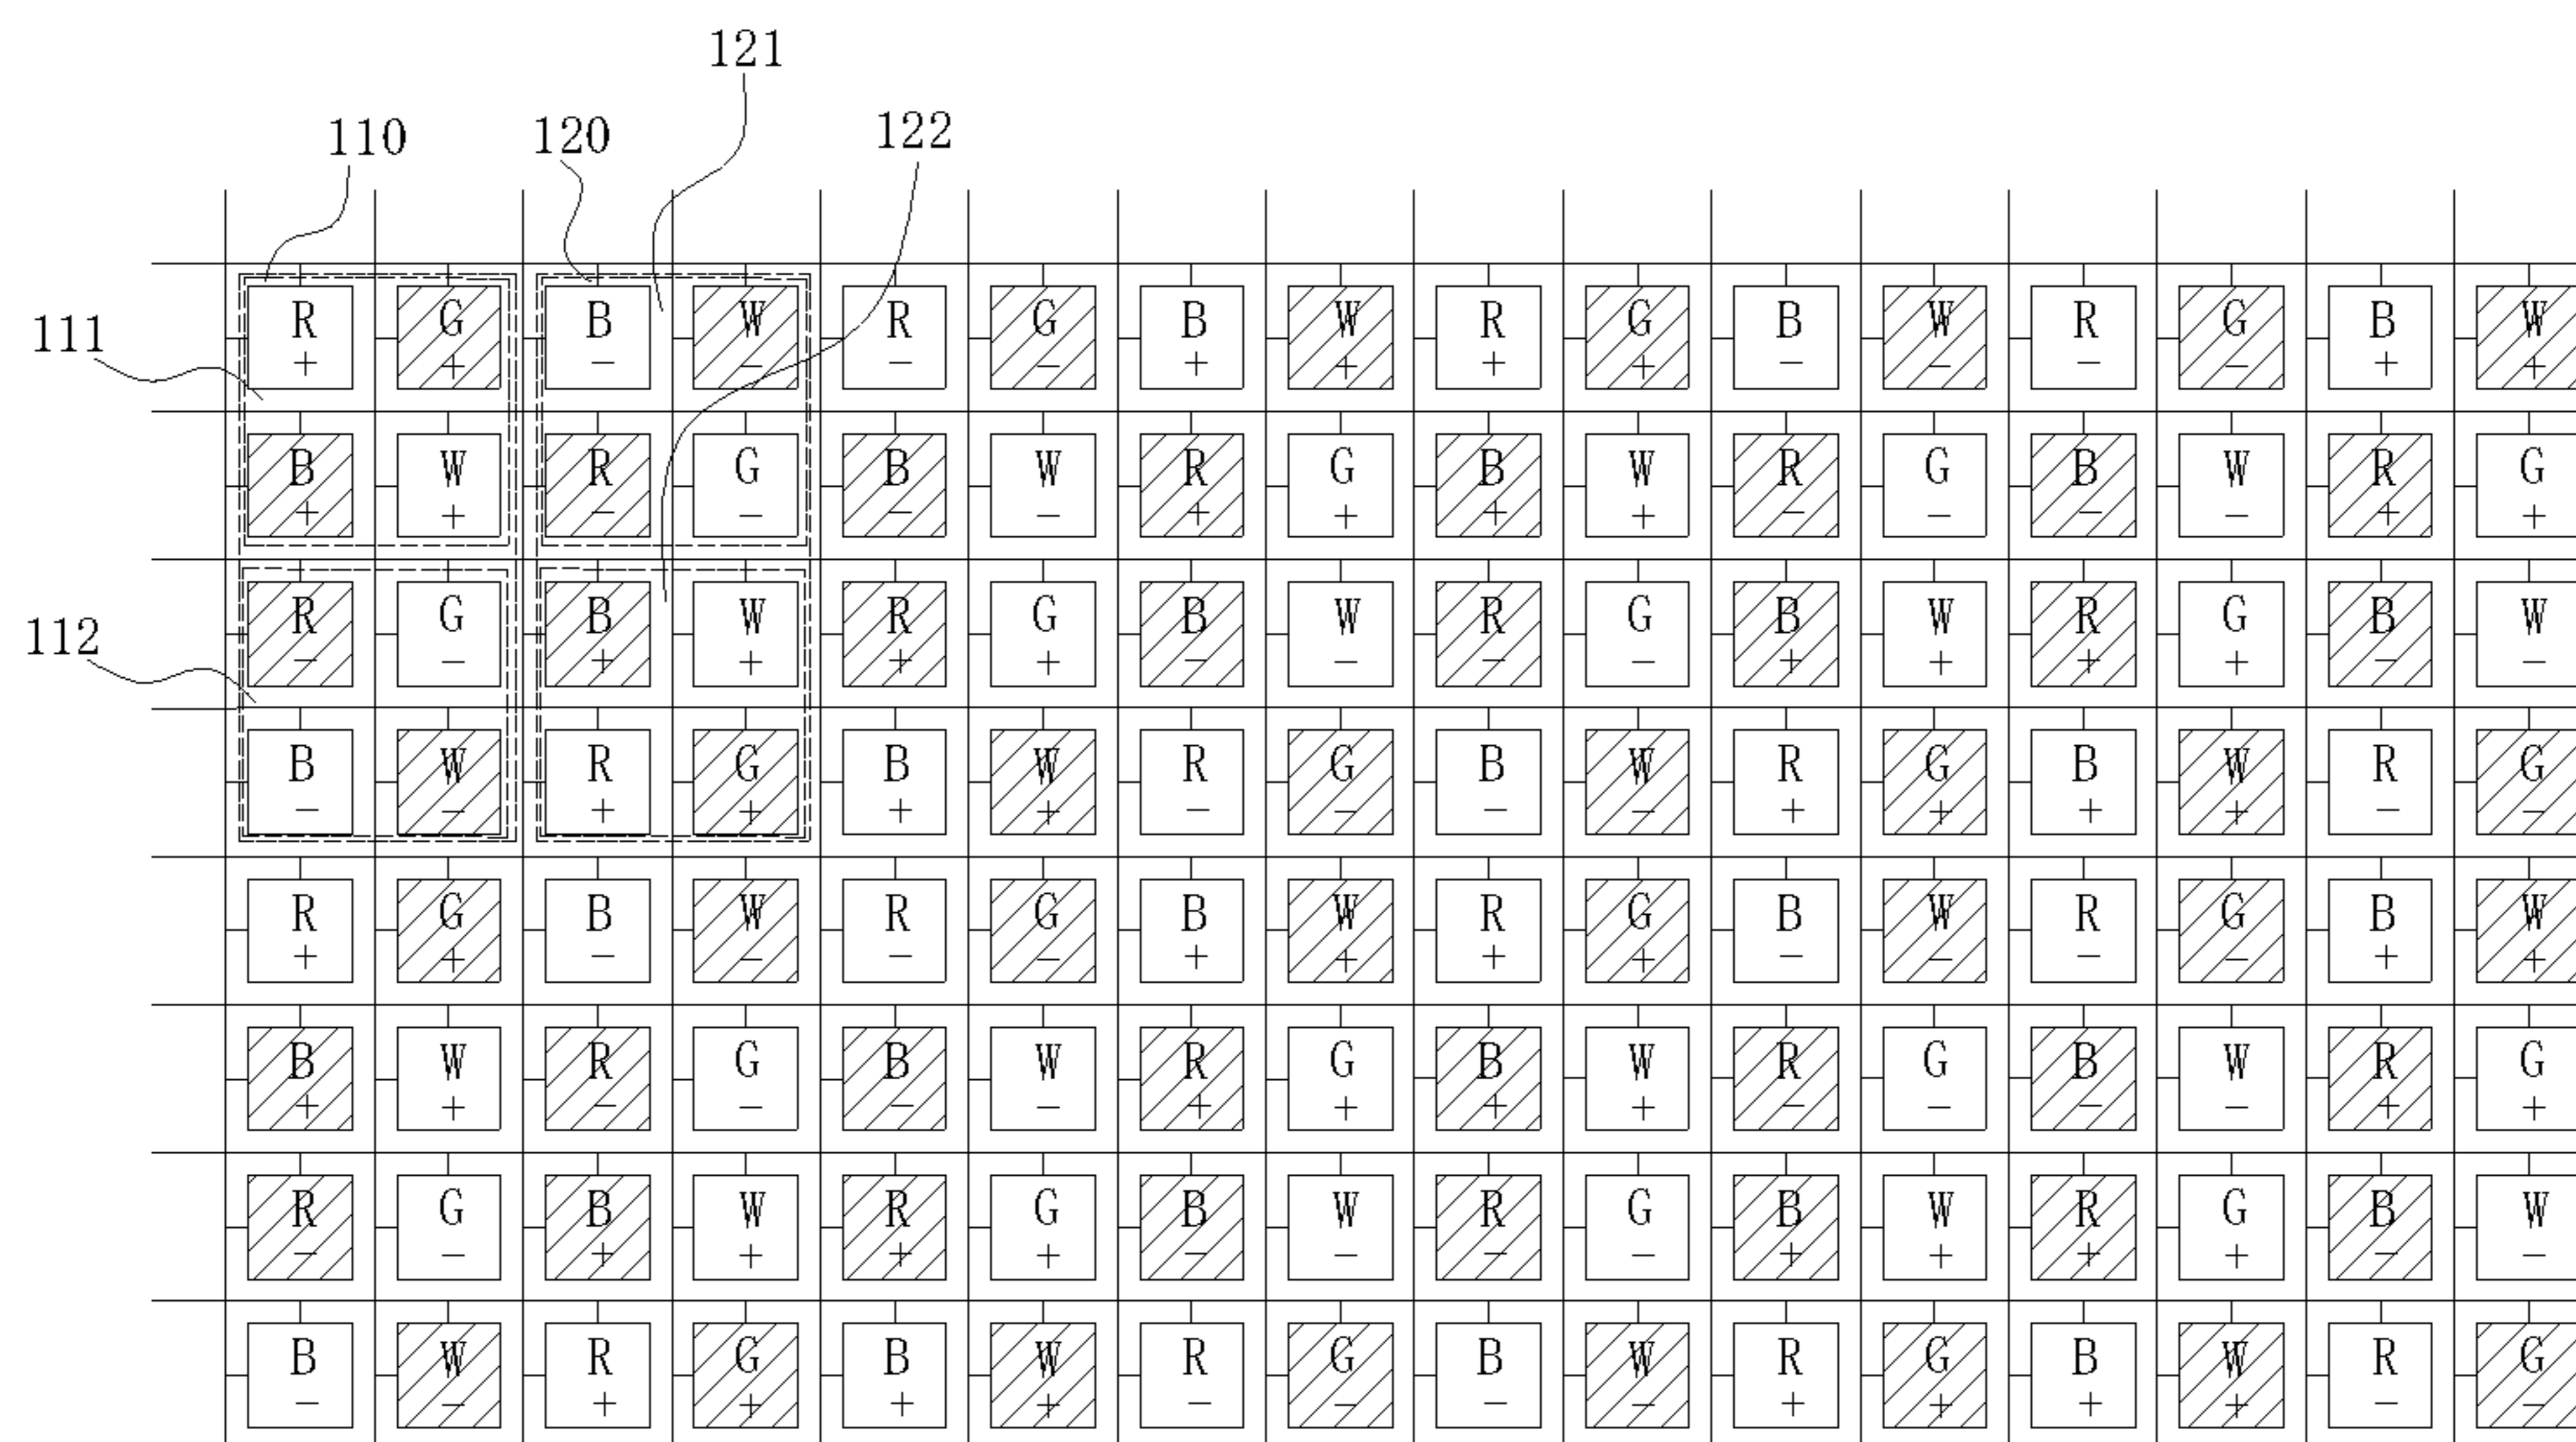 121
110 120 122
R G B W R G B W R G B W R G B W
111
+ + − − − − + + + + − − − − + +
B W R G B W R G B W R G B W R G
+ + − − − − + + + + − − − − + +
R G B W R G B W R G B W R G B W
112
− − + + + + − − − − + + + + − −
B W R G B W R G B W R G B W R G
− − + + + + − − − − + + + + − −
R G B W R G B W R G B W R G B W
+ + − − − − + + + + − − − − + +
B W R G B W R G B W R G B W R G
+ + − − − − + + + + − − − − + +
R G B W R G B W R G B W R G B W
− − + + + + − − − − + + + + − −
B W R G B W R G B W R G B W R G
− − + + + + − − − − + + + + − −